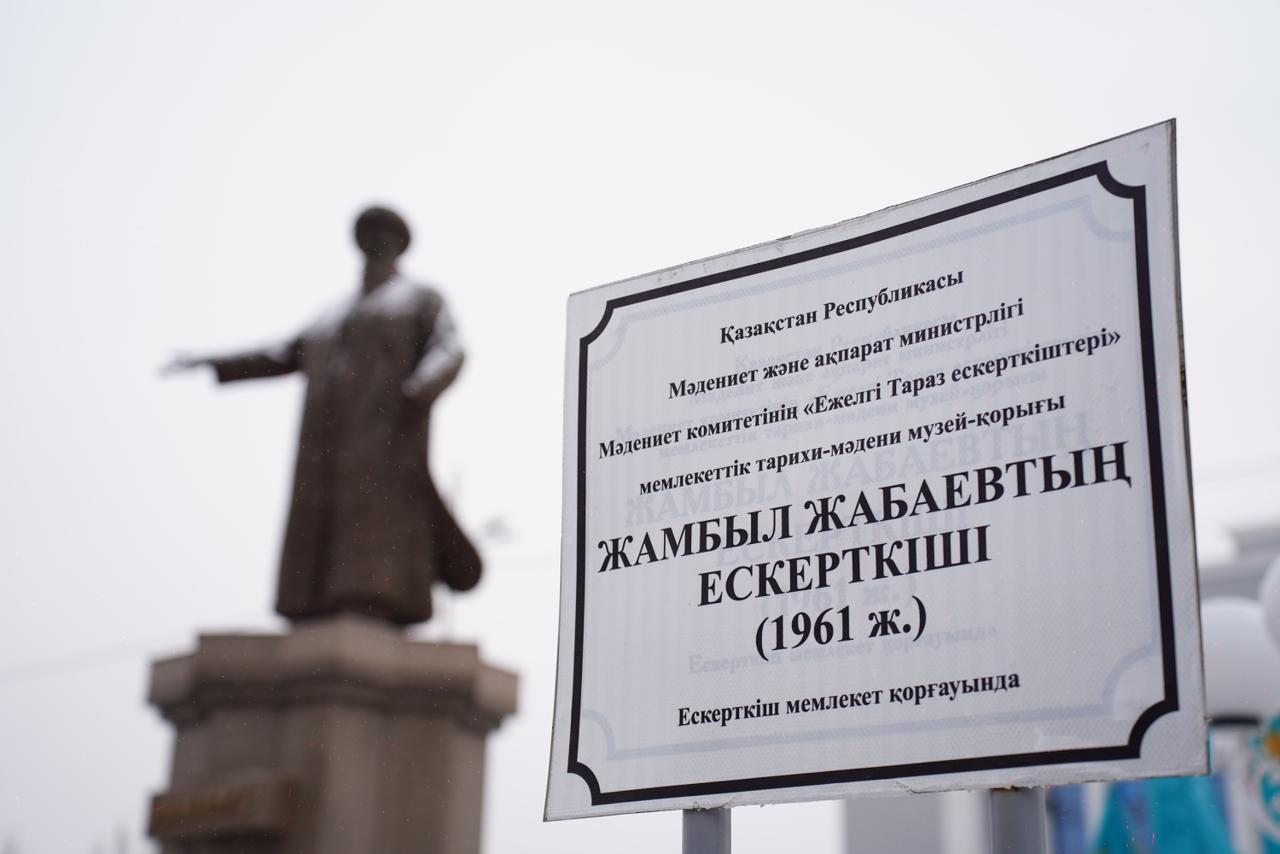 Қазақстан Республикасы
Мәдениет және ақпарат министрлігі
Мәдениет комитетінің «Ежелгі Тараз ескерткіштері»
мемлекеттік тарихи-мәдени музей-қорығы
ЖАМБЫЛ ЖАБАЕВТЫҢ
ЕСКЕРТКІШІ
(1961 ж.)
Ескерткіш мемлекет қорғауында